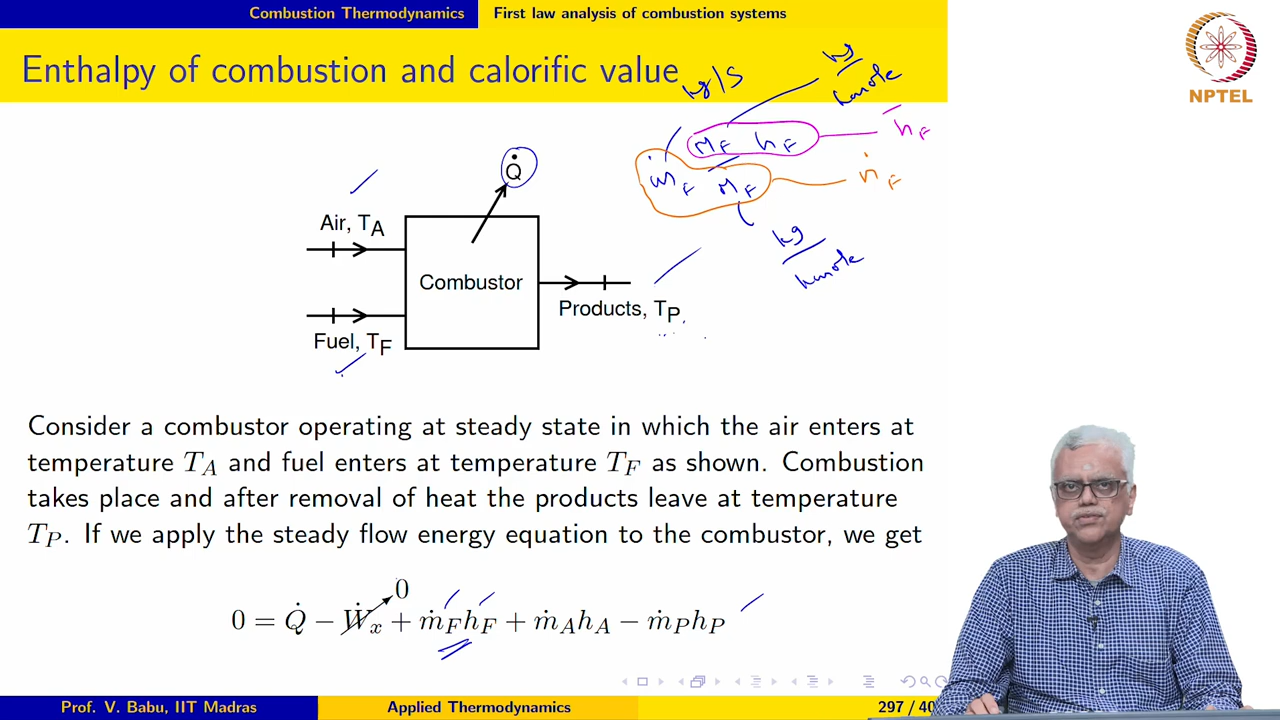 Combustion Thermodynamics First law analysis of combustion systems
Enthalpy of combustion and calorific value
NPTEL
kg/s
kg/kmole
M_F h_F
h̄_F
ṁ_F M_F
ṅ_F
kg/kmole
Q̇
Air, T_A
Combustor
Products, T_P
Fuel, T_F
Consider a combustor operating at steady state in which the air enters at
temperature T_A and fuel enters at temperature T_F as shown. Combustion
takes place and after removal of heat the products leave at temperature
T_P. If we apply the steady flow energy equation to the combustor, we get
0
0 = Q̇ − Ẇ_x + ṁ_F h_F + ṁ_A h_A − ṁ_P h_P
Prof. V. Babu, IIT Madras Applied Thermodynamics 297 / 40